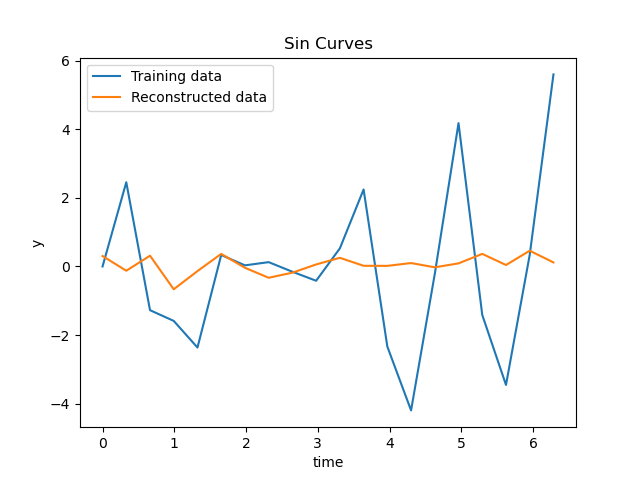 Sin Curves
Training data
Reconstructed data
y
6
4
2
0
−2
−4
0 1 2 3 4 5 6
time